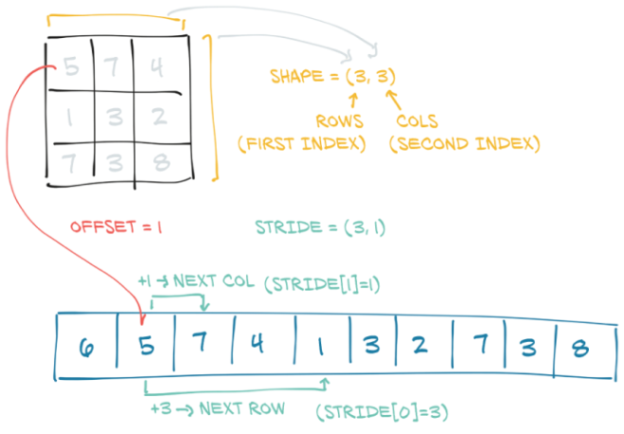 5 7 4
1 3 2
7 3 8
SHAPE = (3, 3)
ROWS COLS
(FIRST INDEX) (SECOND INDEX)
OFFSET = 1
STRIDE = (3, 1)
+1 → NEXT COL (STRIDE[1]=1)
6 5 7 4 1 3 2 7 3 8
+3 → NEXT ROW (STRIDE[0]=3)